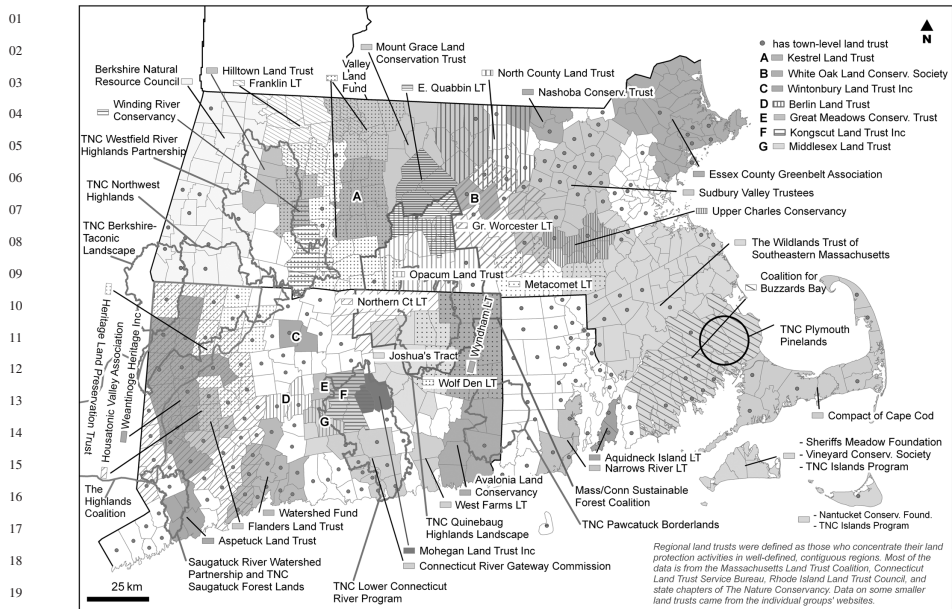 01
02
03
04
05
06
07
08
09
10
11
12
13
14
15
16
17
18
19
N
has town-level land trust
A Kestrel Land Trust
B White Oak Land Conserv. Society
C Wintonbury Land Trust Inc
D Berlin Land Trust
E Great Meadows Conserv. Trust
F Kongscut Land Trust Inc
G Middlesex Land Trust
Mount Grace Land
Conservation Trust
Valley
Land
Fund
Hilltown Land Trust
Franklin LT
Berkshire Natural
Resource Council
North County Land Trust
E. Quabbin LT
Nashoba Conserv. Trust
Winding River
Conservancy
TNC Westfield River
Highlands Partnership
TNC Northwest
Highlands
TNC Berkshire-
Taconic
Landscape
Essex County Greenbelt Association
Sudbury Valley Trustees
Upper Charles Conservancy
A
B
Gr. Worcester LT
The Wildlands Trust of
Southeastern Massachusetts
Coalition for
Buzzards Bay
TNC Plymouth
Pinelands
Opacum Land Trust
Metacomet LT
Northern Ct LT
Wyndham LT
Joshua's Tract
Wolf Den LT
C
D
E
F
G
Heritage Land Preservation Trust
Housatonic Valley Association
Weantinoge Heritage Inc
Compact of Cape Cod
- Sheriffs Meadow Foundation
- Vineyard Conserv. Society
- TNC Islands Program
- Nantucket Conserv. Found.
- TNC Islands Program
Aquidneck Island LT
Narrows River LT
Mass/Conn Sustainable
Forest Coalition
Avalonia Land
Conservancy
West Farms LT
TNC Quinebaug
Highlands Landscape
TNC Pawcatuck Borderlands
The
Highlands
Coalition
Watershed Fund
Flanders Land Trust
Aspetuck Land Trust
Saugatuck River Watershed
Partnership and TNC
Saugatuck Forest Lands
Mohegan Land Trust Inc
Connecticut River Gateway Commission
TNC Lower Connecticut
River Program
25 km
Regional land trusts were defined as those who concentrate their land
protection activities in well-defined, contiguous regions. Most of the
data is from the Massachusetts Land Trust Coalition, Connecticut
Land Trust Service Bureau, Rhode Island Land Trust Council, and
state chapters of The Nature Conservancy. Data on some smaller
land trusts came from the individual groups' websites.